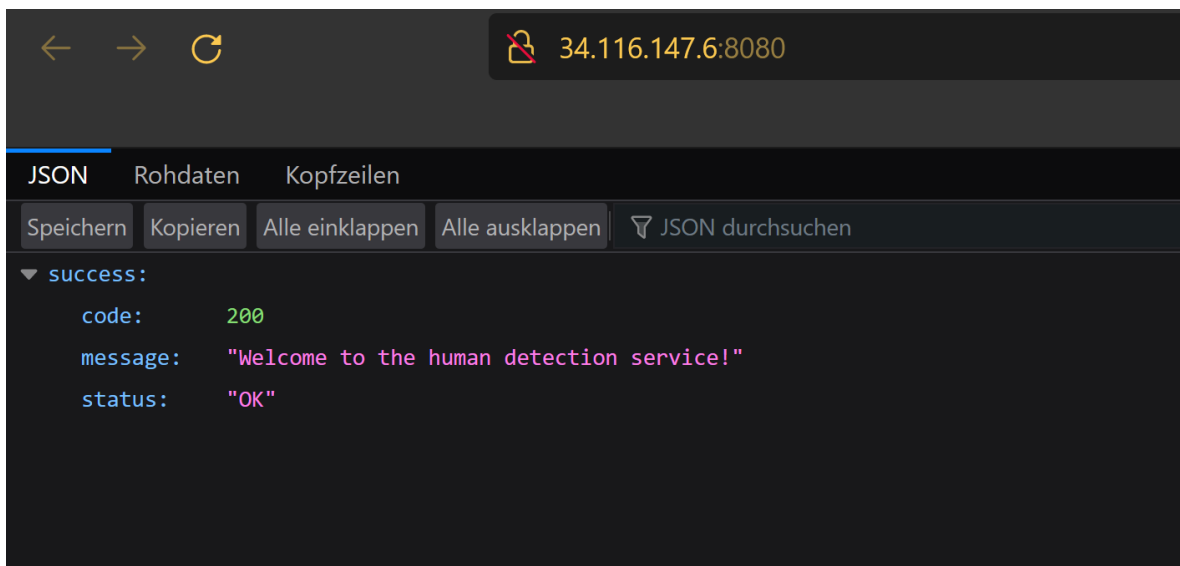 34.116.147.6:8080
JSON Rohdaten Kopfzeilen
Speichern Kopieren Alle einklappen Alle ausklappen JSON durchsuchen
success:
code: 200
message: "Welcome to the human detection service!"
status: "OK"